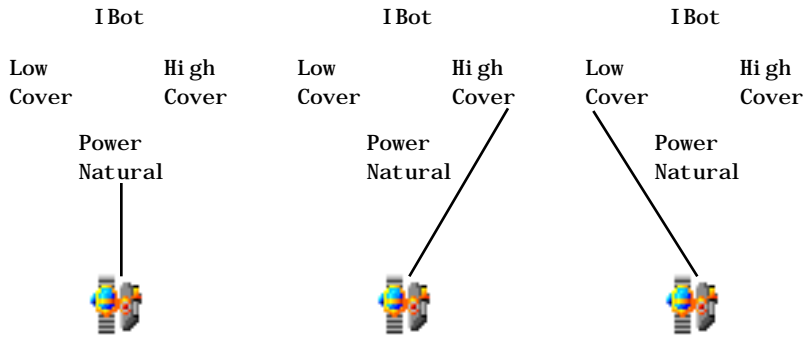 IBot IBot IBot
Low High Low High Low High
Cover Cover Cover Cover Cover Cover
Power Power Power
Natural Natural Natural